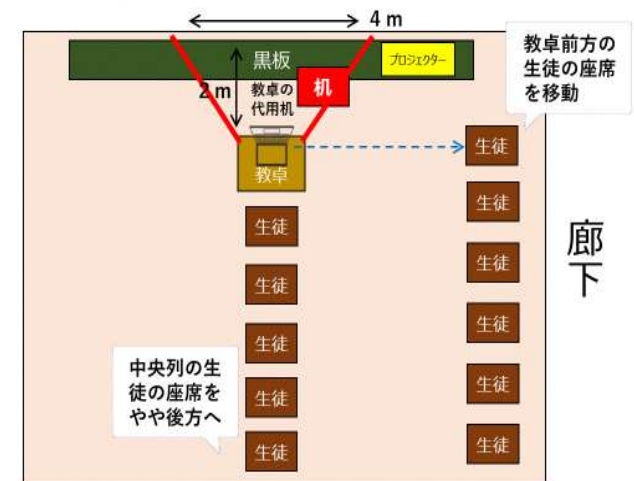 4 m
黒板
プロジェクター
教卓前方の
生徒の座席
を移動
2 m
教卓の
代用机
机
生徒
教卓
生徒
生徒
生徒
生徒
生徒
生徒
生徒
生徒
生徒
生徒
廊下
中央列の生
徒の座席を
やや後方へ